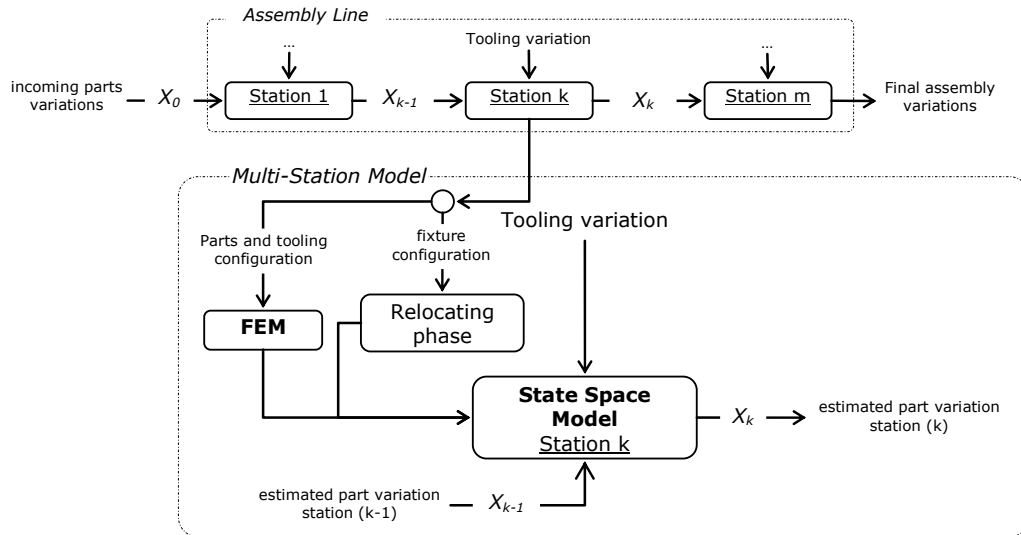 Assembly Line
...
Tooling variation
...
incoming parts
variations
X0
Station 1
Xk-1
Station k
Xk
Station m
Final assembly
variations
Multi-Station Model
Parts and tooling
configuration
fixture
configuration
Tooling variation
FEM
Relocating
phase
State Space
Model
Station k
Xk
estimated part variation
station (k)
estimated part variation
station (k-1)
Xk-1